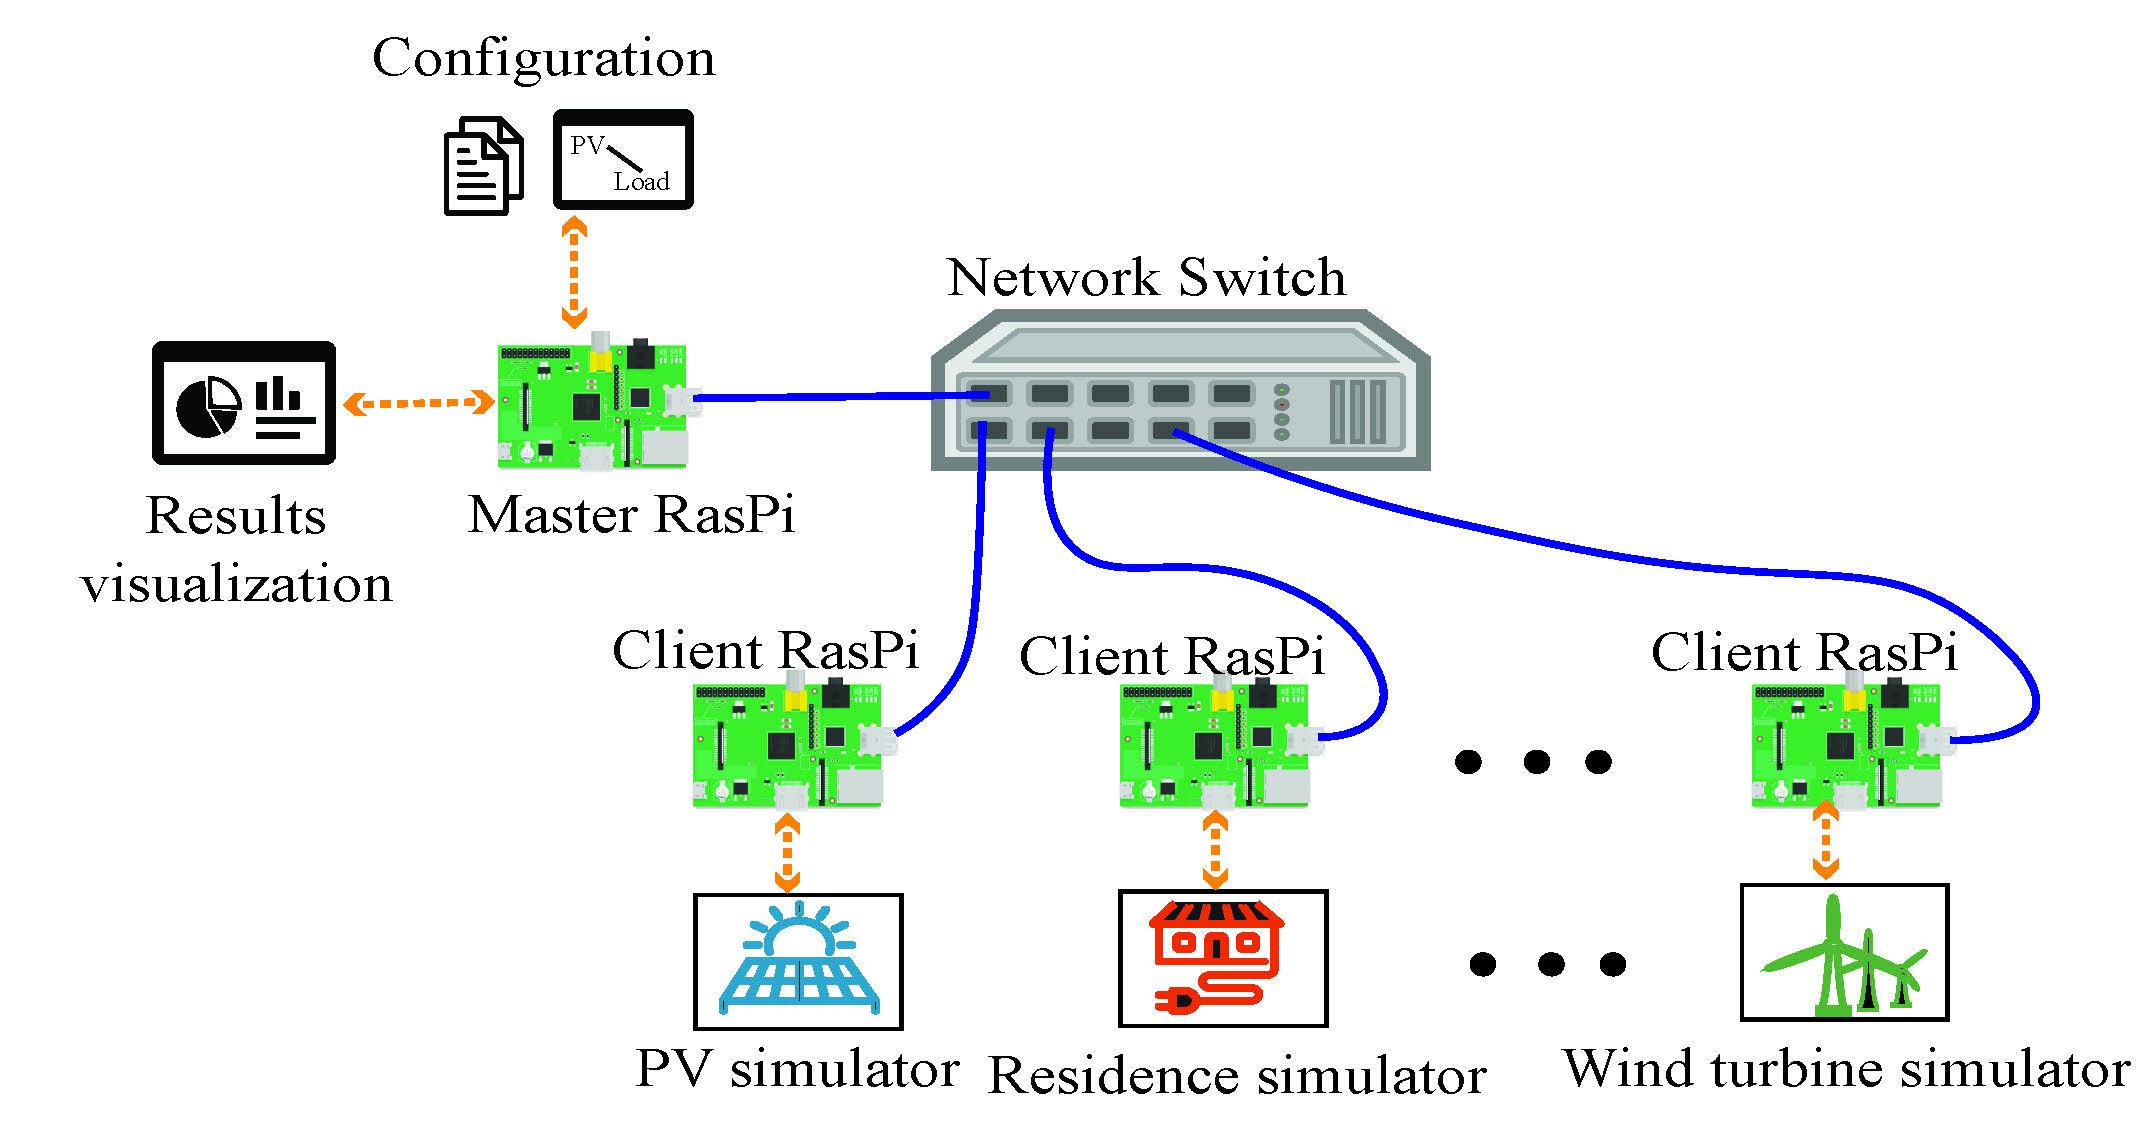 Configuration
PV
Load
Network Switch
Results
visualization
Master RasPi
Client RasPi
Client RasPi
Client RasPi
PV simulator
Residence simulator
Wind turbine simulator